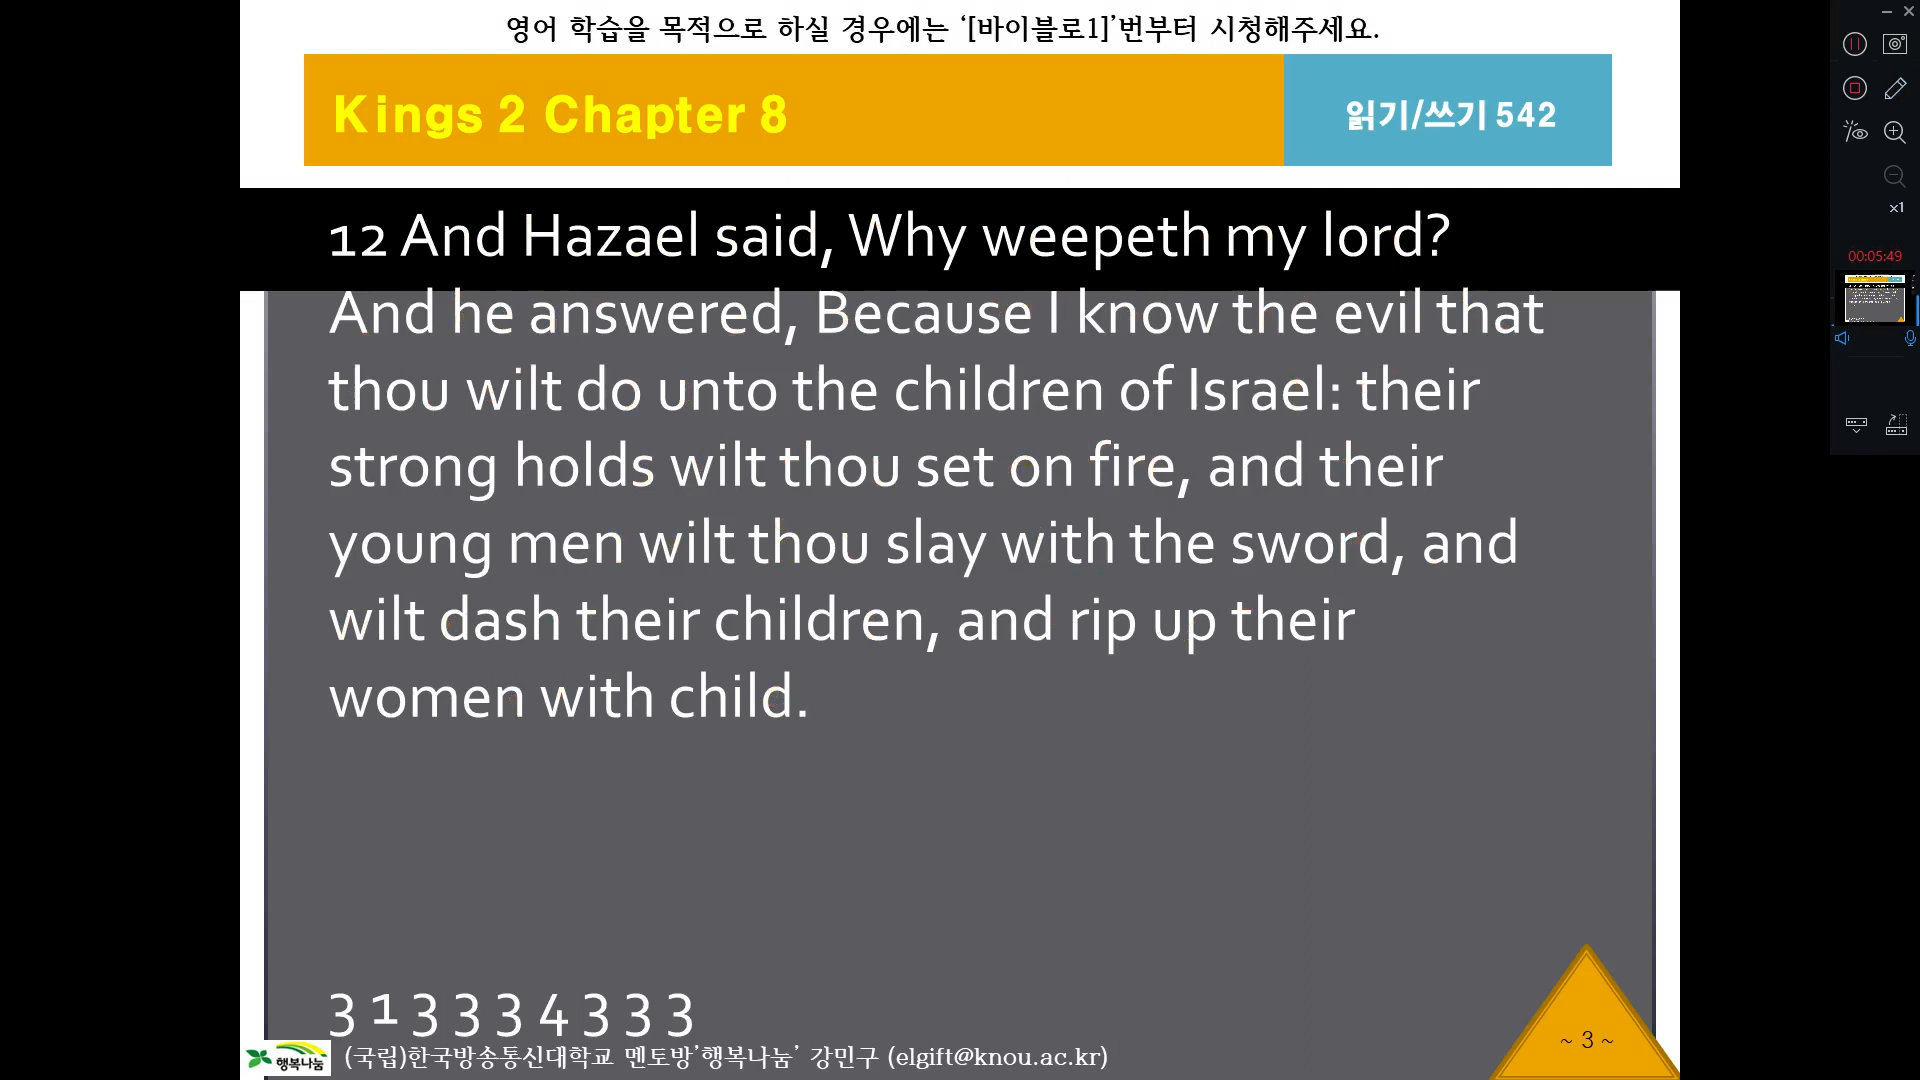 영어 학습을 목적으로 하실 경우에는 ‘[바이블로1]’번부터 시청해주세요.
Kings 2 Chapter 8
읽기/쓰기 542
12 And Hazael said, Why weepeth my lord?
And he answered, Because I know the evil that
thou wilt do unto the children of Israel: their
strong holds wilt thou set on fire, and their
young men wilt thou slay with the sword, and
wilt dash their children, and rip up their
women with child.
3 1 3 3 3 4 3 3 3
~ 3 ~
행복나눔
(국립)한국방송통신대학교 멘토방’행복나눔’ 강민구 (elgift@knou.ac.kr)
x1
00:05:49